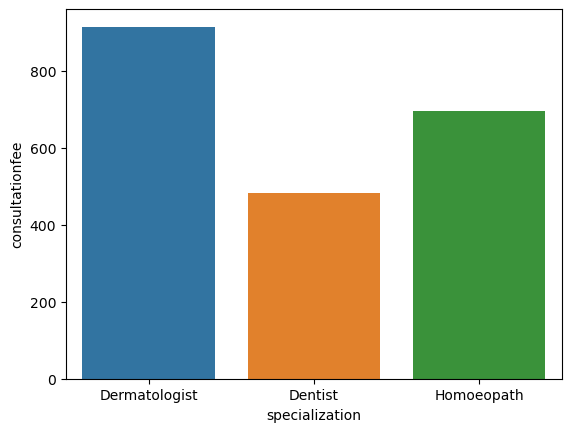 800
600
400
200
0
consultationfee
Dermatologist
Dentist
Homoeopath
specialization